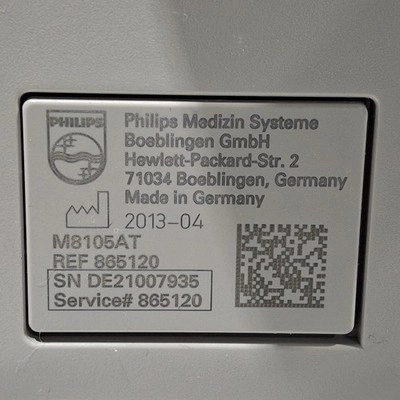 PHILIPS
Philips Medizin Systeme
Boeblingen GmbH
Hewlett-Packard-Str. 2
71034 Boeblingen, Germany
Made in Germany
2013-04
M8105AT
REF 865120
SN DE21007935
Service# 865120